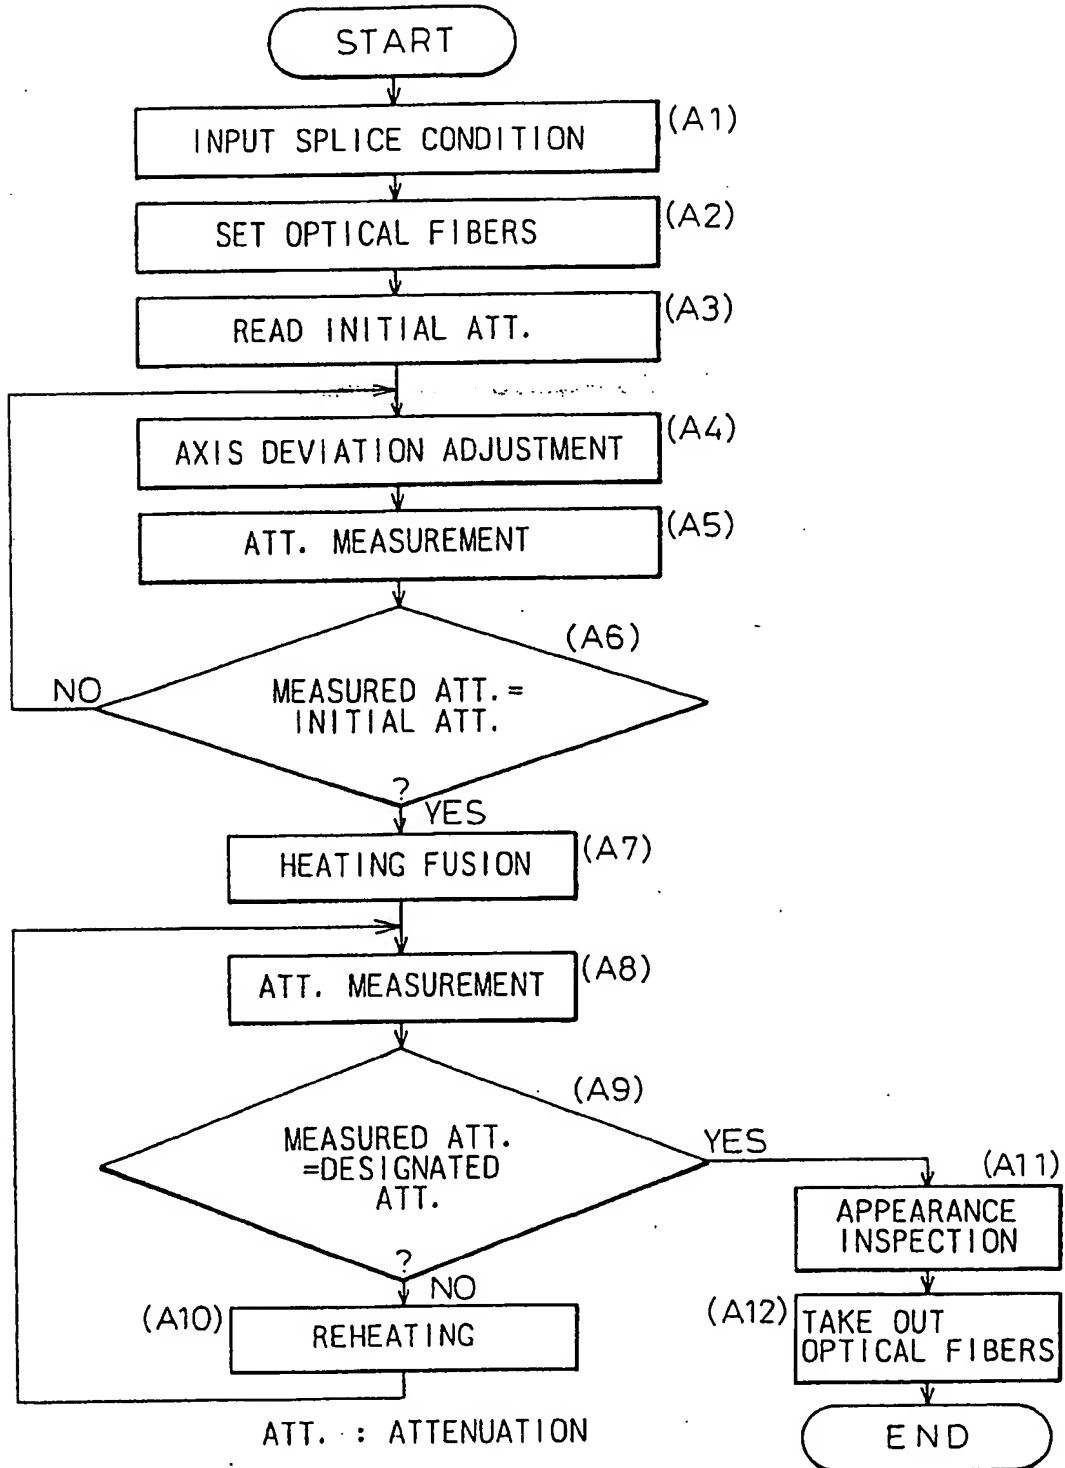 START
INPUT SPLICE CONDITION
(A1)
SET OPTICAL FIBERS
(A2)
READ INITIAL ATT.
(A3)
AXIS DEVIATION ADJUSTMENT
(A4)
ATT. MEASUREMENT
(A5)
(A6)
NO
MEASURED ATT.=
INITIAL ATT.
?
YES
HEATING FUSION
(A7)
ATT. MEASUREMENT
(A8)
(A9)
MEASURED ATT.
=DESIGNATED
ATT.
?
YES
NO
(A10)
REHEATING
(A11)
APPEARANCE
INSPECTION
(A12)
TAKE OUT
OPTICAL FIBERS
END
ATT. : ATTENUATION